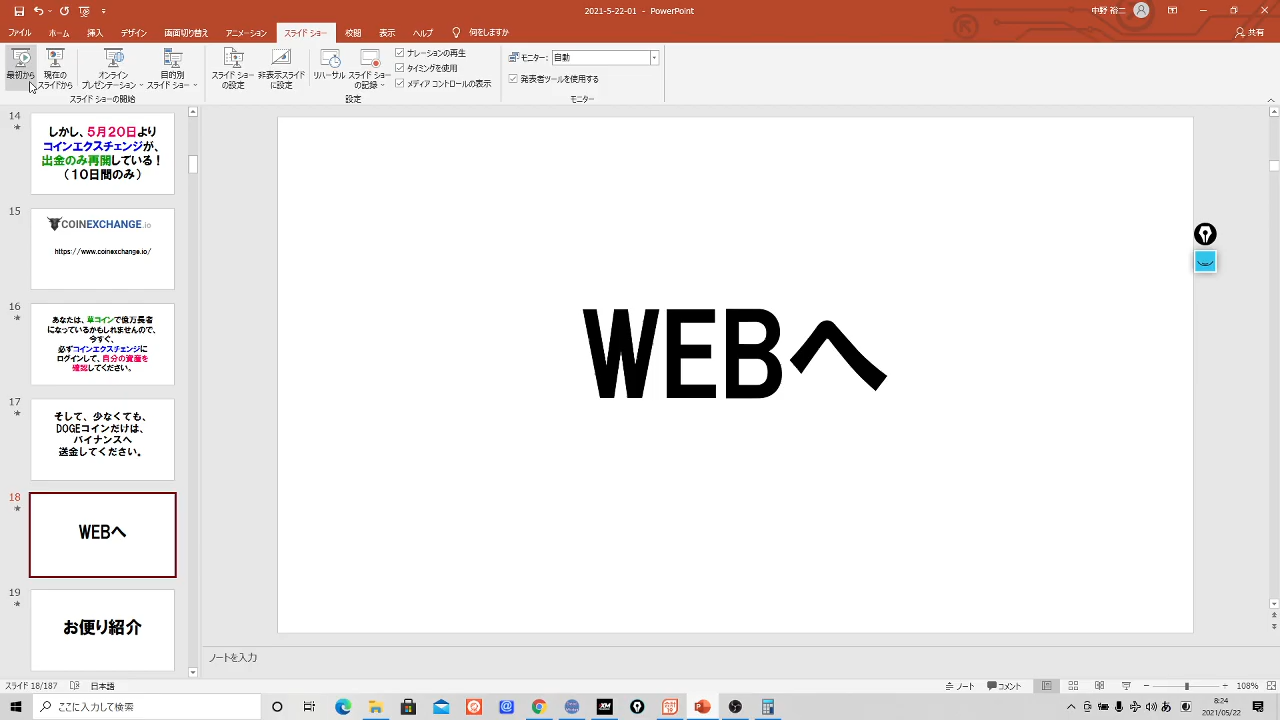 2021-5-22-01 - PowerPoint
中野 裕二
ファイル ホーム 挿入 デザイン 画面切り替え アニメーション スライド ショー 校閲 表示 ヘルプ 何をしますか 共有
最初から
現在の
スライドから
オンライン
プレゼンテーション
目的別
スライド ショー
スライド ショーの開始
スライド ショー
の設定
非表示スライド
に設定
リハーサル
スライド ショー
の記録
ナレーションの再生
タイミングを使用
メディア コントロールの表示
設定
モニター: 自動
発表者ツールを使用する
モニター
14
しかし、5月20日より
コインエクスチェンジが、
出金のみ再開している！
（10日間のみ）
15
COINEXCHANGE.io
https://www.coinexchange.io/
16
あなたは、草コインで億万長者
になっているかもしれませんので、
今すぐ、
必ずコインエクスチェンジに
ログインして、自分の資産を
確認してください。
17
そして、少なくても、
DOGEコインだけは、
バイナンスへ
送金してください。
18
WEBへ
19
お便り紹介
WEBへ
ノートを入力
スライド 18/187 日本語 ノート コメント 108%
ここに入力して検索
XM
あ
8:24
2021/05/22